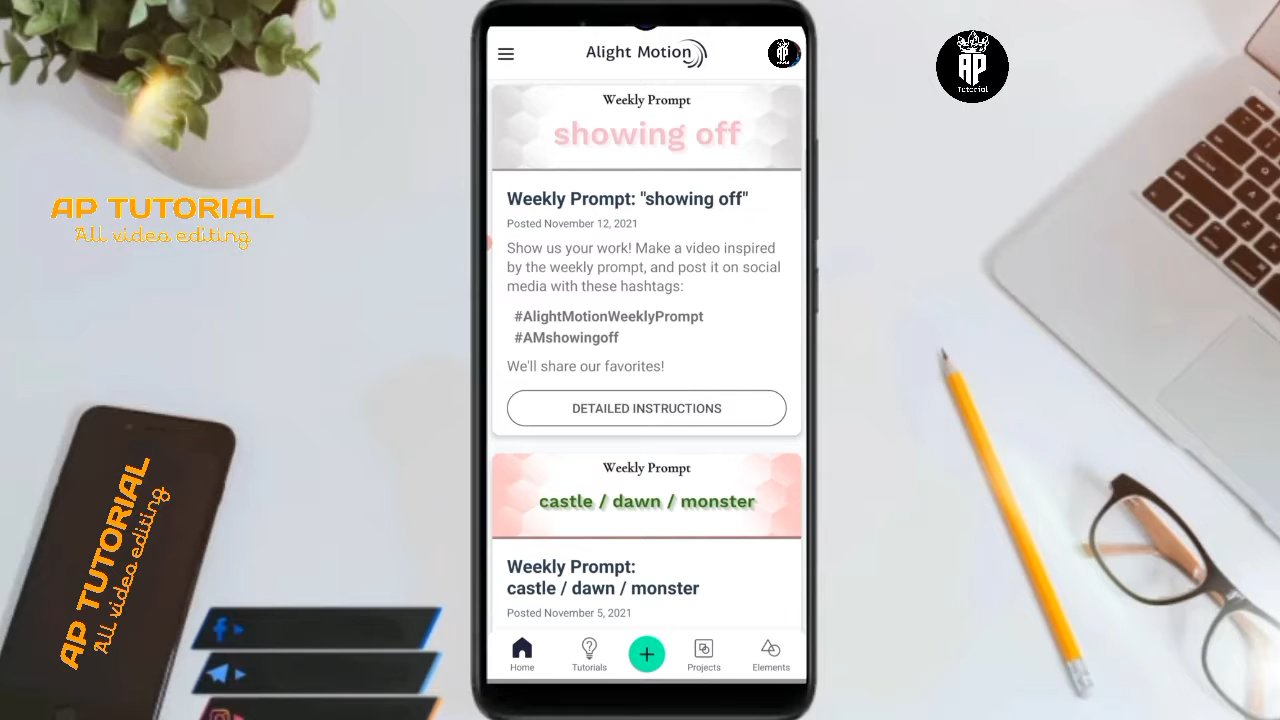 Alight Motion
AP
Tutorial
AP TUTORIAL
All video editing
Weekly Prompt
showing off
Weekly Prompt: "showing off"
Posted November 12, 2021
Show us your work! Make a video inspired
by the weekly prompt, and post it on social
media with these hashtags:
#AlightMotionWeeklyPrompt
#AMshowingoff
We'll share our favorites!
DETAILED INSTRUCTIONS
Weekly Prompt
castle / dawn / monster
Weekly Prompt:
castle / dawn / monster
Posted November 5, 2021
Home
Tutorials
Projects
Elements
AP TUTORIAL
All video editing